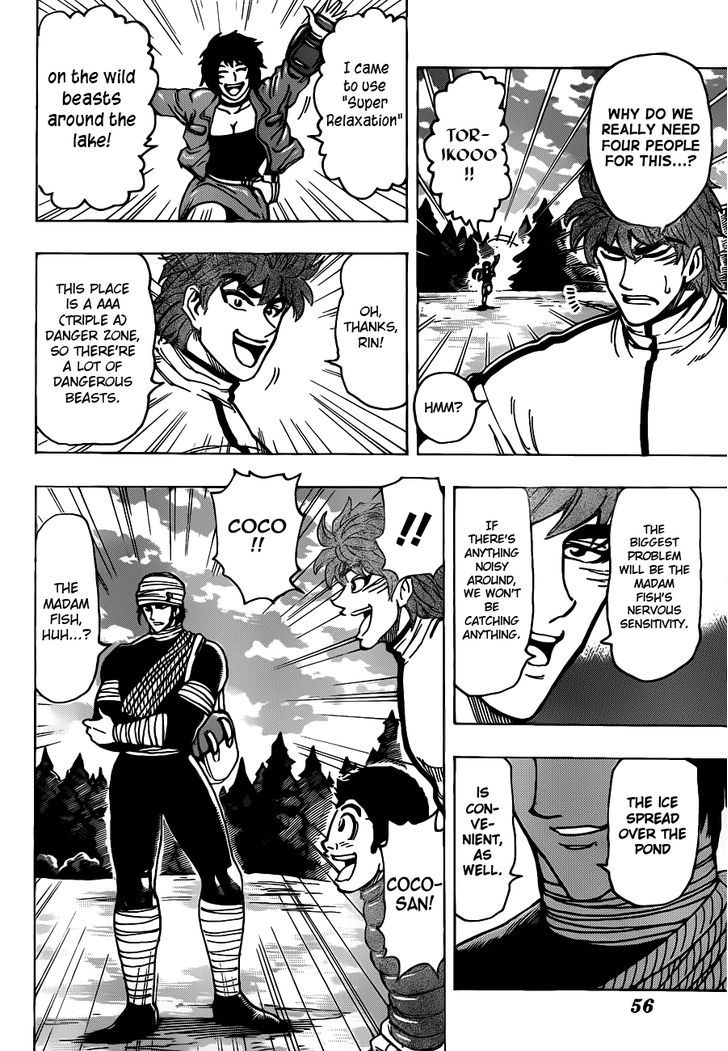 WHY DO WE
REALLY NEED
FOUR PEOPLE
FOR THIS...?
TOR-
IKOOO
!!
HMM?
I came
to use
"Super
Relaxation"
on the wild
beasts
around the
lake!
OH,
THANKS,
RIN!
THIS PLACE
IS A AAA
(TRIPLE A)
DANGER ZONE,
SO THERE'RE
A LOT OF
DANGEROUS
BEASTS.
THE
BIGGEST
PROBLEM
WILL BE THE
MADAM
FISH'S
NERVOUS
SENSITIVITY.
IF
THERE'S
ANYTHING
NOISY
AROUND,
WE WON'T
BE
CATCHING
ANYTHING.
THE ICE
SPREAD
OVER THE
POND
IS
CON-
VE-
NIENT,
AS
WELL.
!!
COCO
!!
THE
MADAM
FISH,
HUH...?
COCO-
SAN!
56